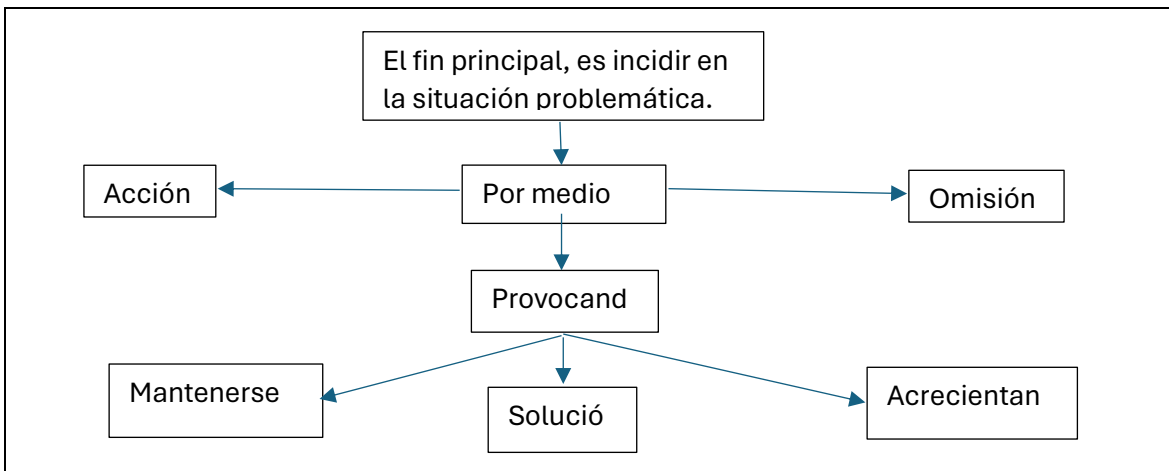 El fin principal, es incidir en
la situación problemática.
Acción
Por medio
Omisión
Provocand
Mantenerse
Solució
Acrecientan